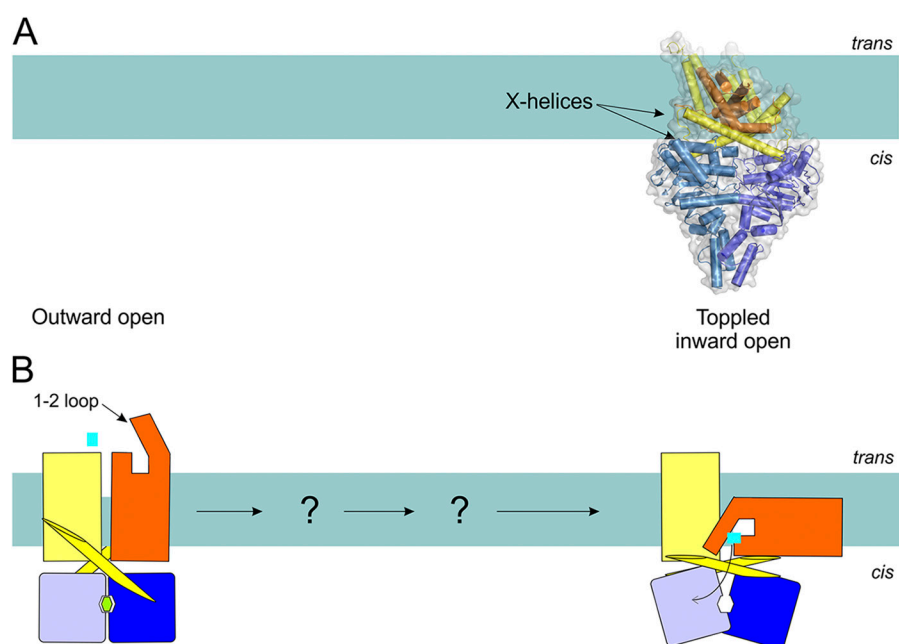 A
trans
X-helices
cis
Outward open
Toppled
inward open
B
1-2 loop
trans
? ?
cis